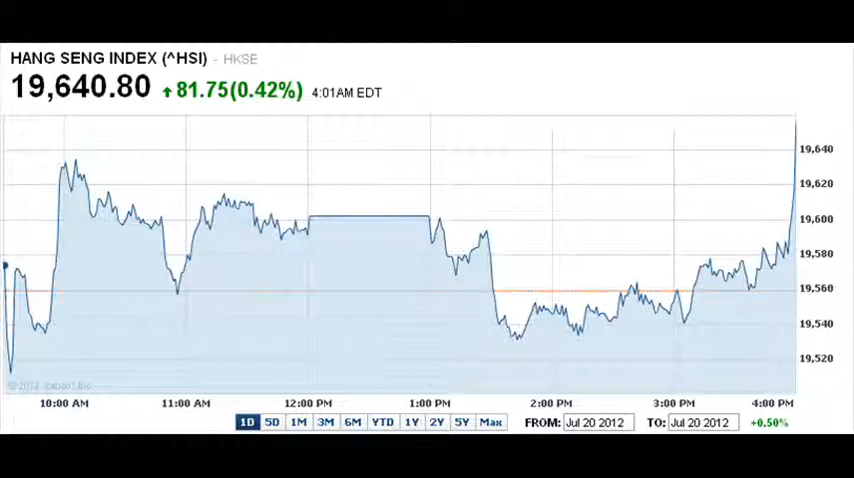 HANG SENG INDEX (^HSI) - HKSE
19,640.80 81.75(0.42%) 4:01AM EDT
19,640
19,620
19,600
19,580
19,560
19,540
19,520
10:00 AM 11:00 AM 12:00 PM 1:00 PM 2:00 PM 3:00 PM 4:00 PM
1D 5D 1M 3M 6M YTD 1Y 2Y 5Y Max FROM: Jul 20 2012 TO: Jul 20 2012 +0.50%